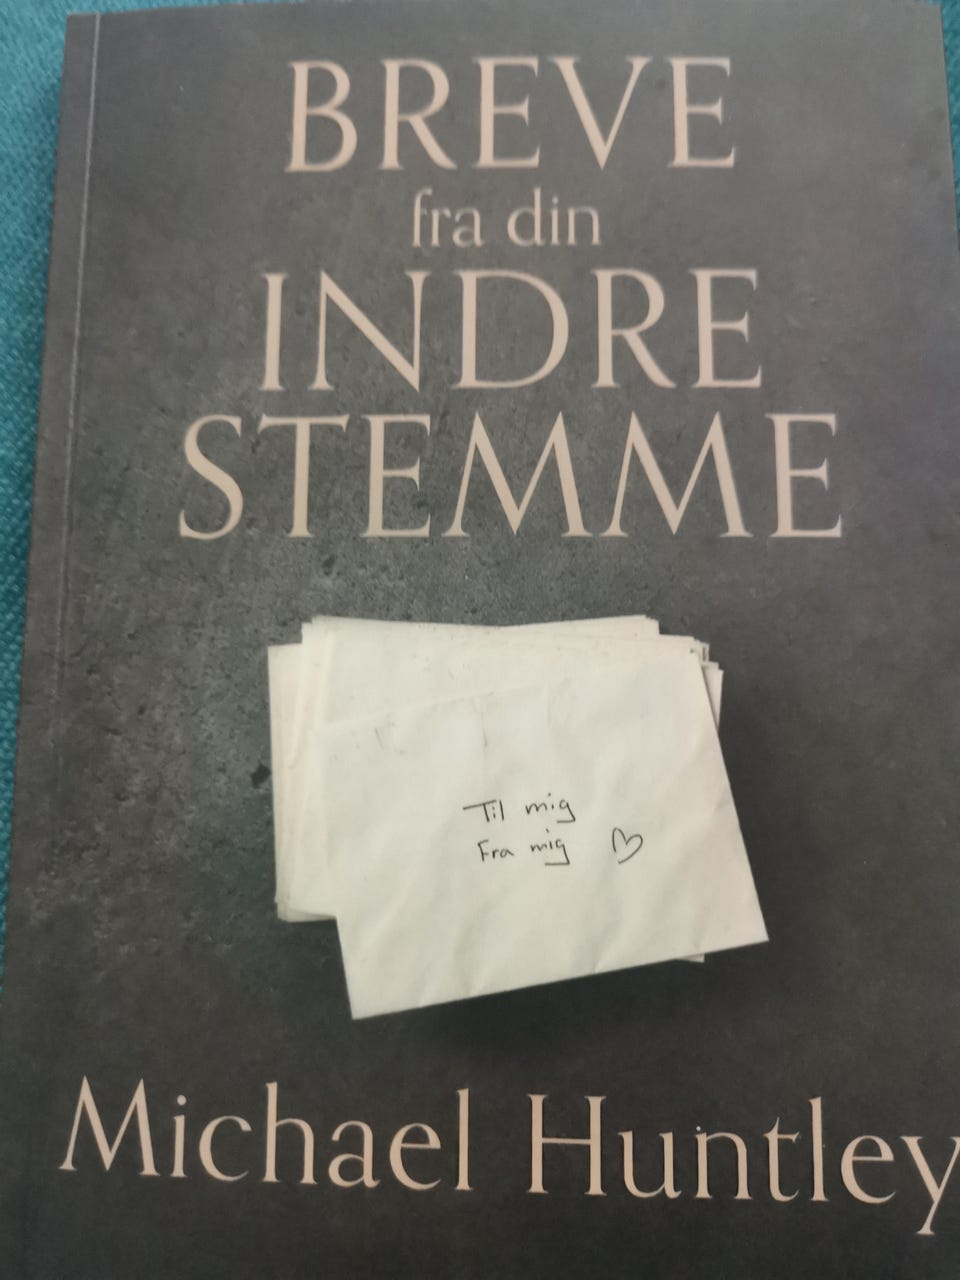 BREVE
fra din
INDRE
STEMME
Til mig
Fra mig
Michael Huntley